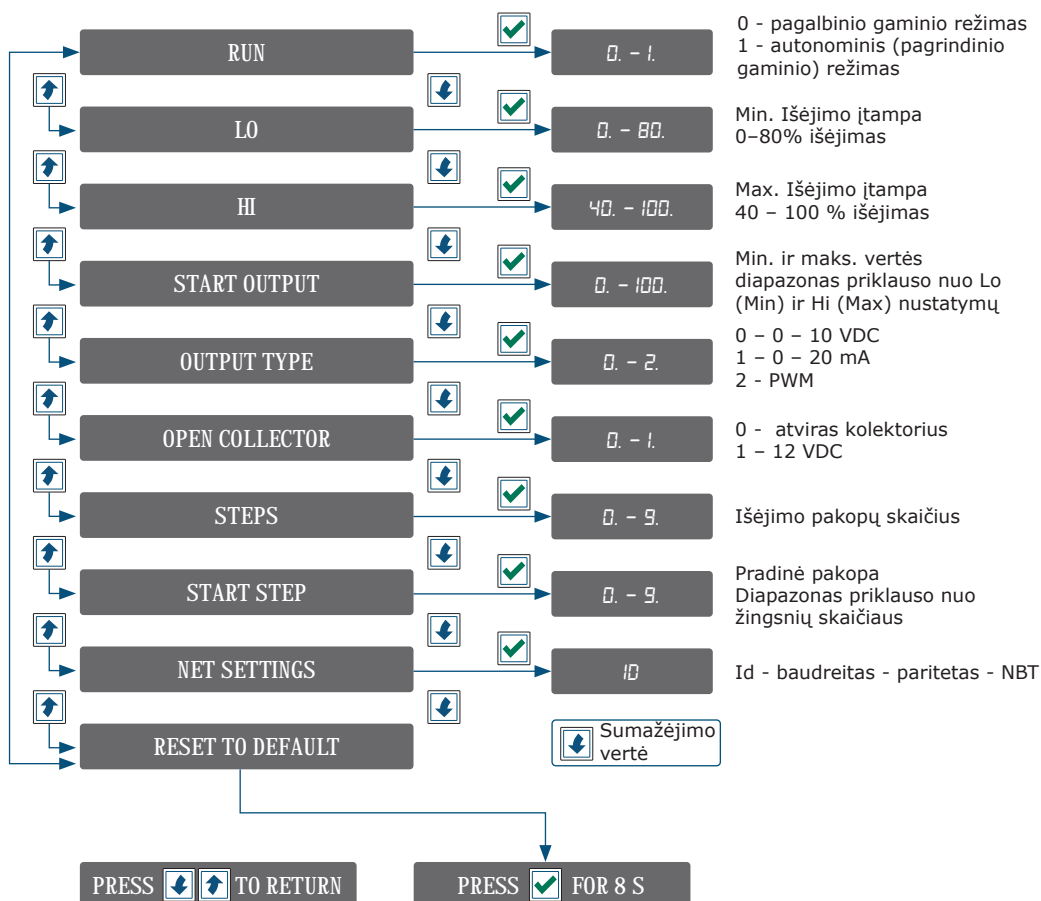 RUN
0. – 1.
0 - pagalbinio gaminio režimas
1 - autonominis (pagrindinio
gaminio) režimas
LO
0. – 80.
Min. Išėjimo įtampa
0–80% išėjimas
HI
40. – 100.
Max. Išėjimo įtampa
40 – 100 % išėjimas
START OUTPUT
0. – 100.
Min. ir maks. vertės
diapazonas priklauso nuo Lo
(Min) ir Hi (Max) nustatymų
OUTPUT TYPE
0. – 2.
0 – 0 – 10 VDC
1 – 0 – 20 mA
2 - PWM
OPEN COLLECTOR
0. – 1.
0 - atviras kolektorius
1 – 12 VDC
STEPS
0. – 9.
Išėjimo pakopų skaičius
START STEP
0. – 9.
Pradinė pakopa
Diapazonas priklauso nuo
žingsnių skaičiaus
NET SETTINGS
ID
Id - baudreitas - paritetas - NBT
RESET TO DEFAULT
Sumažėjimo
vertė
PRESS TO RETURN
PRESS FOR 8 S